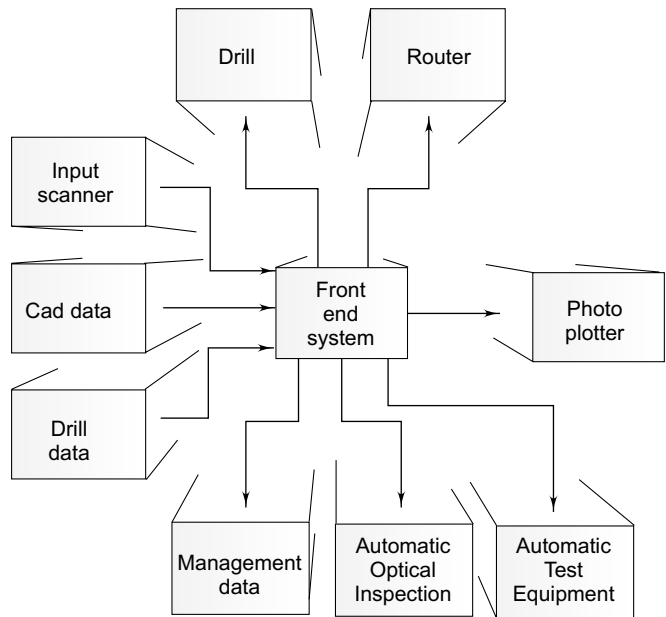 Drill
Router
Input
scanner
Cad data
Front
end
system
Photo
plotter
Drill
data
Management
data
Automatic
Optical
Inspection
Automatic
Test
Equipment